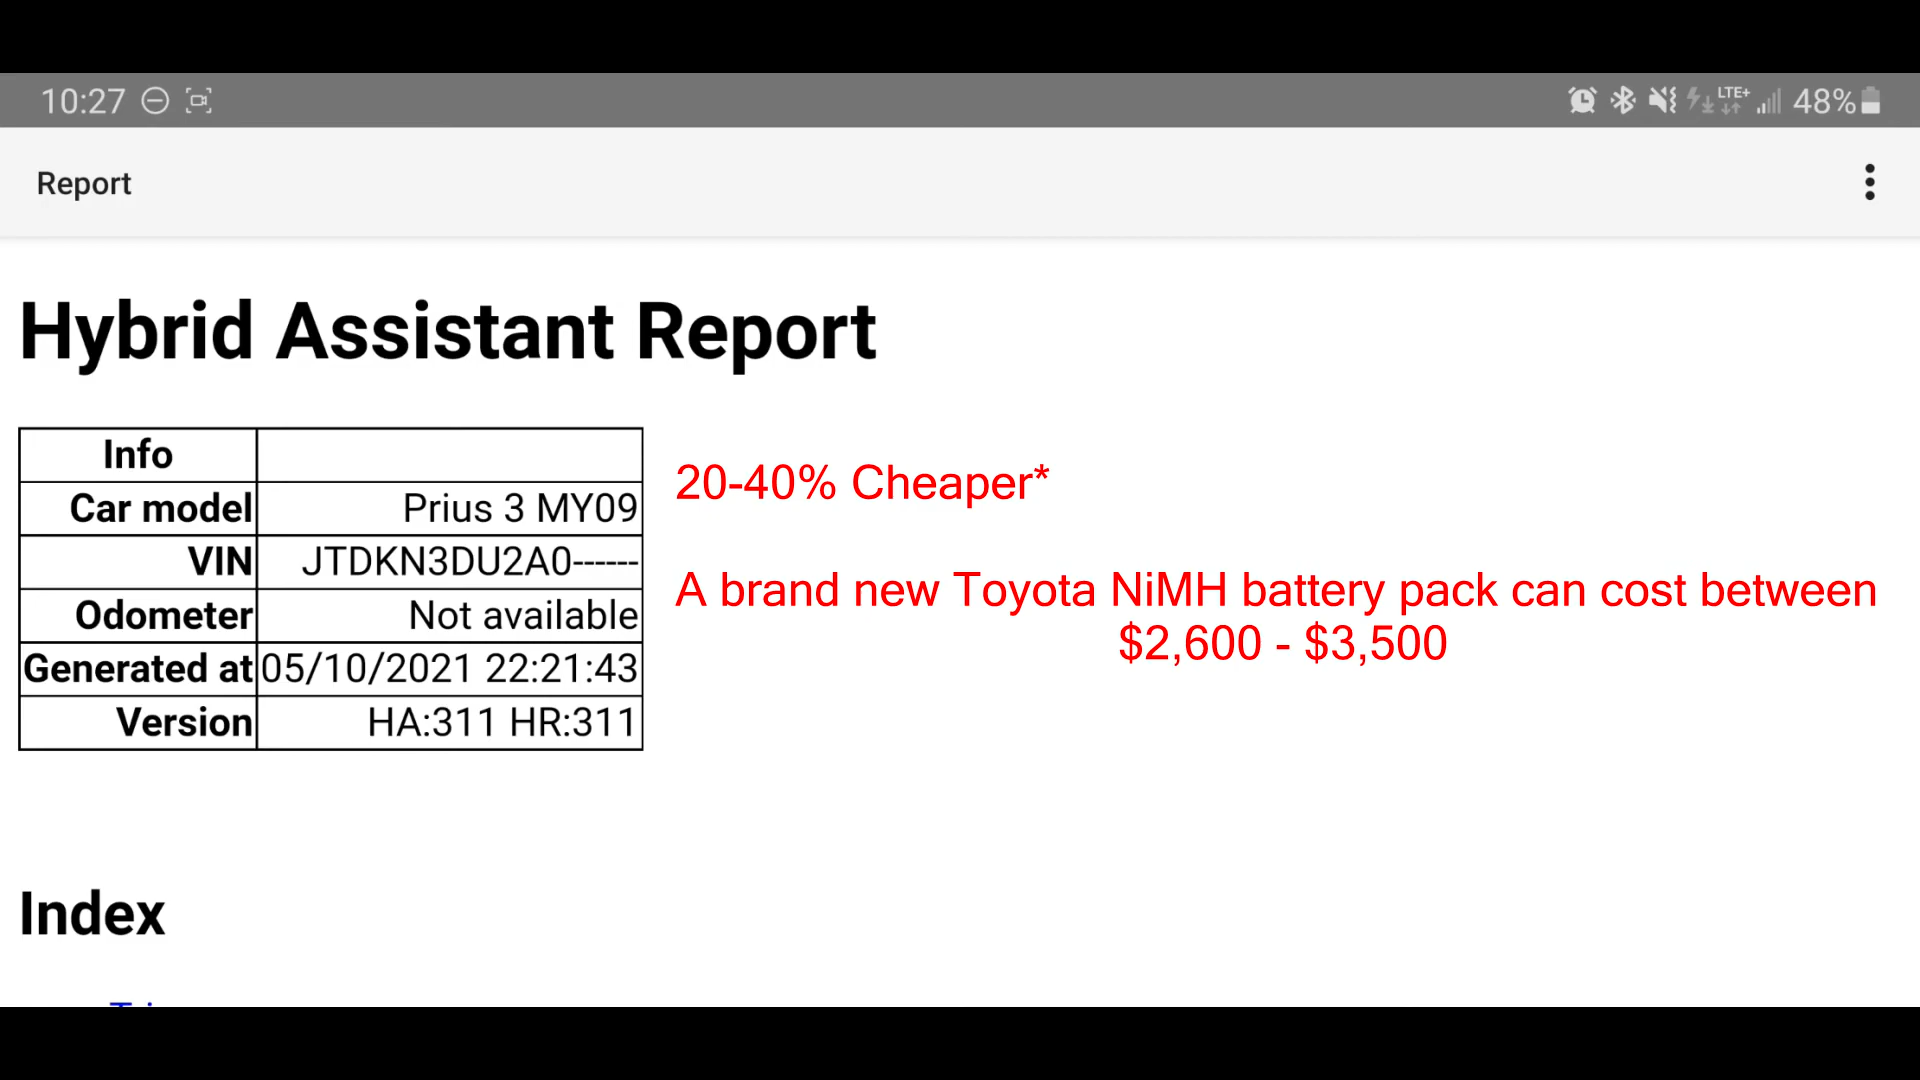 10:27
LTE+
48%
Report
Hybrid Assistant Report
Info
Car model Prius 3 MY09
VIN JTDKN3DU2A0------
Odometer Not available
Generated at 05/10/2021 22:21:43
Version HA:311 HR:311
20-40% Cheaper*
A brand new Toyota NiMH battery pack can cost between
$2,600 - $3,500
Index